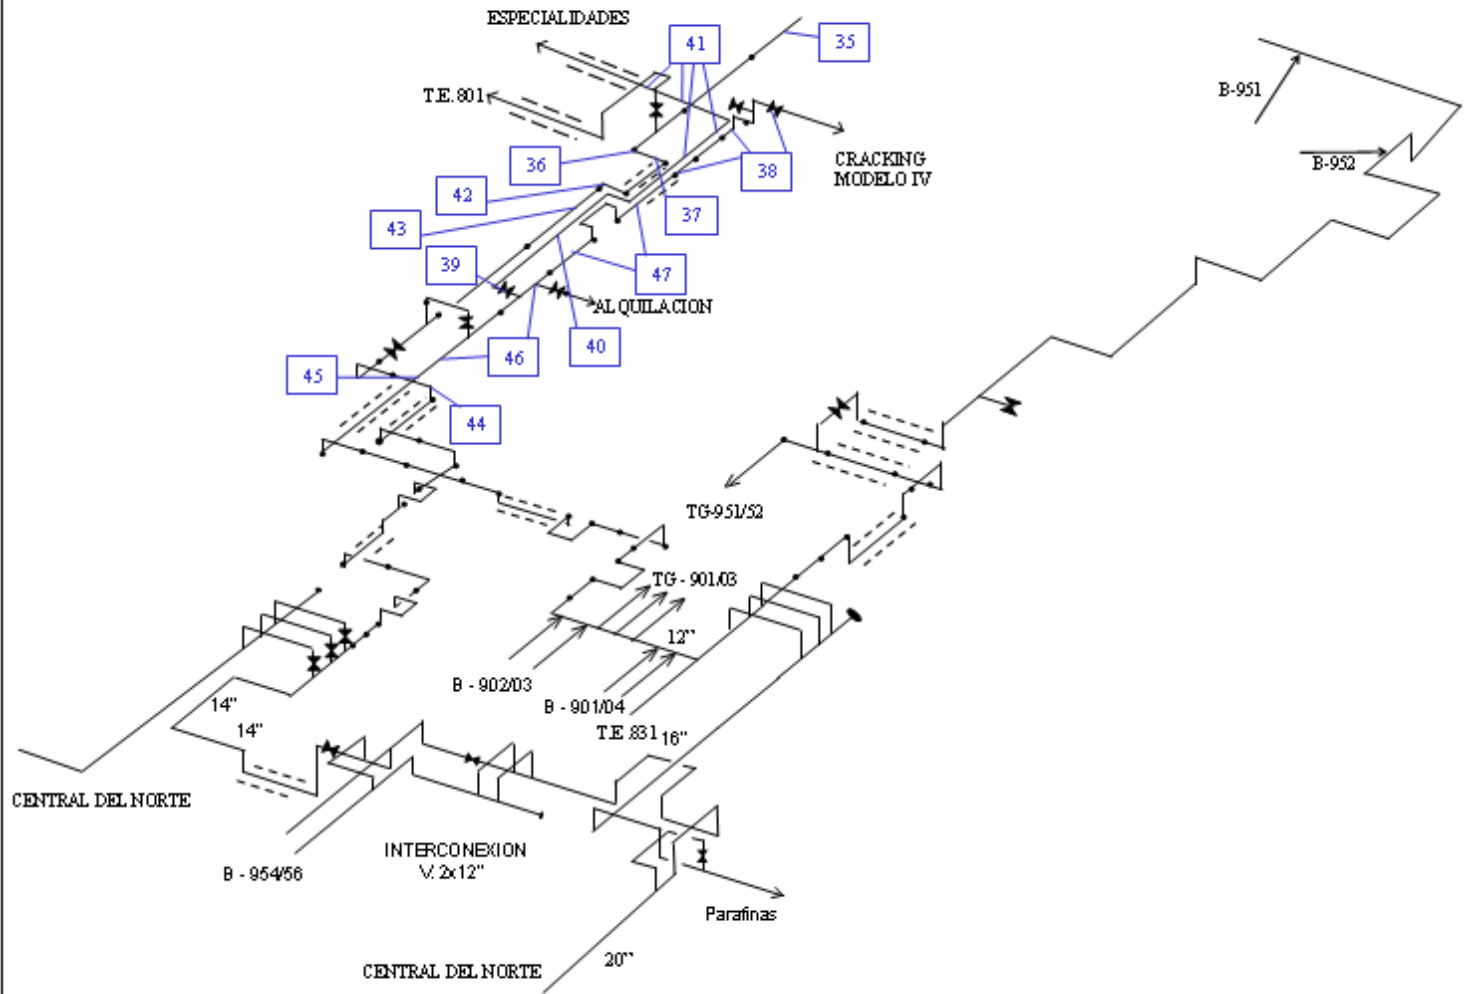 ESPECIALIDADES
41
35
T.E. 801
B-951
B-952
CRACKING
MODELO IV
36
38
42
37
43
39
47
ALQUILACION
40
46
45
44
TG-951/52
TG - 901/03
12"
B - 902/03
B - 901/04
T.E. 831
16"
14"
14"
CENTRAL DEL NORTE
INTERCONEXION
V. 2x12"
B - 954/56
Parafinas
20"
CENTRAL DEL NORTE